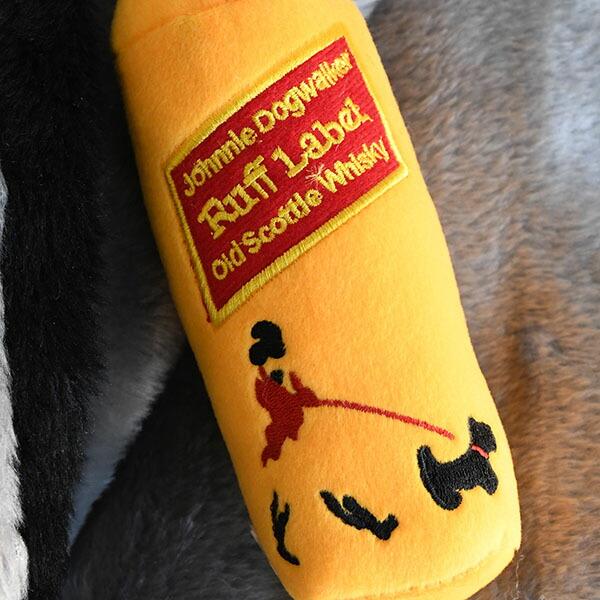 Johnnie Dogwalker
Ruff Label
Old Scottie Whisky